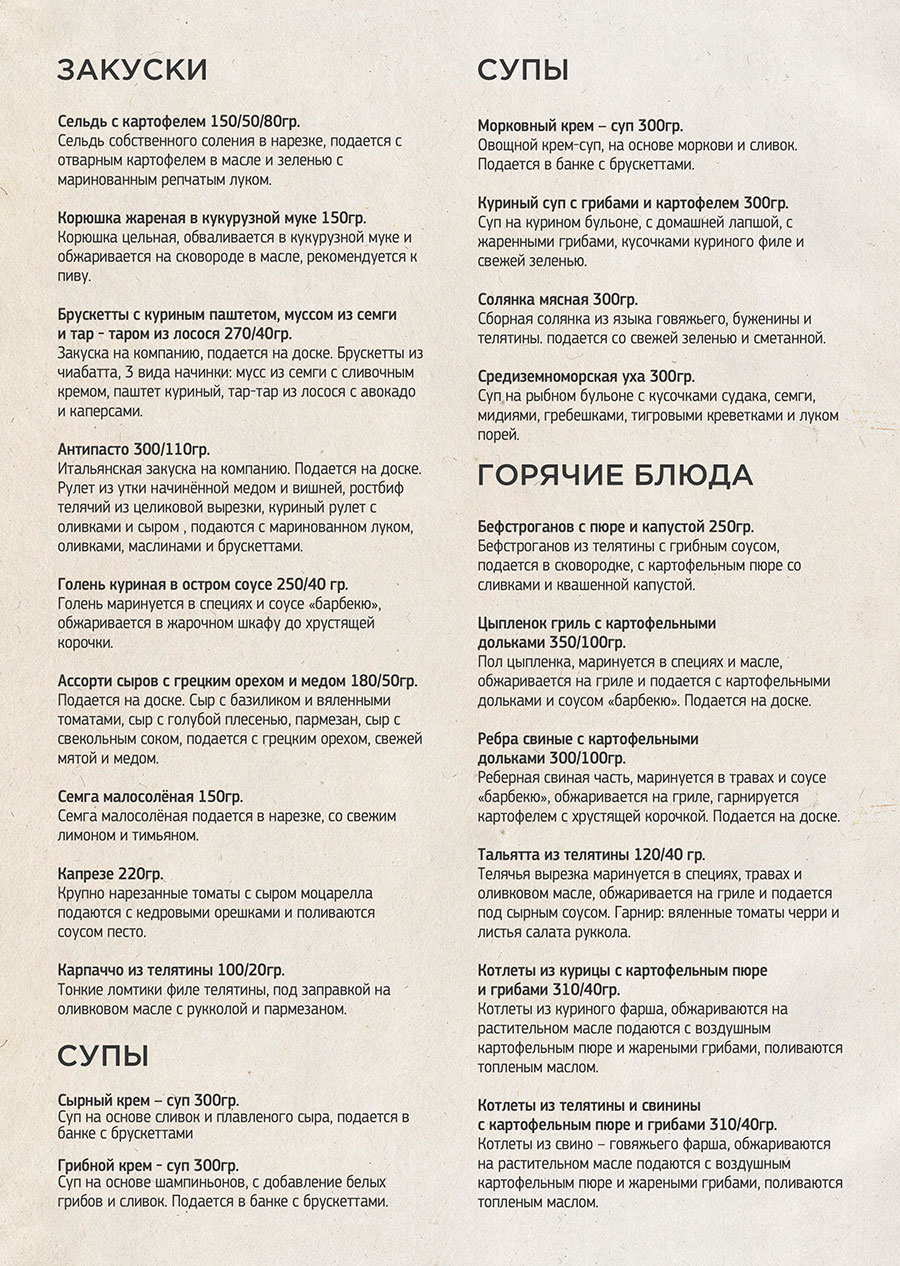 ЗАКУСКИ
Сельдь с картофелем 150/50/80гр.
Сельдь собственного соления в нарезке, подается с
отварным картофелем в масле и зеленью с
маринованным репчатым луком.
Корюшка жареная в кукурузной муке 150гр.
Корюшка цельная, обваливается в кукурузной муке и
обжаривается на сковороде в масле, рекомендуется к
пиву.
Брускетты с куриным паштетом, муссом из семги
и тар - таром из лосося 270/40гр.
Закуска на компанию, подается на доске. Брускетты из
чиабатта, 3 вида начинки: мусс из семги с сливочным
кремом, паштет куриный, тар-тар из лосося с авокадо
и каперсами.
Антипасто 300/110гр.
Итальянская закуска на компанию. Подается на доске.
Рулет из утки начинённой медом и вишней, ростбиф
телячий из целиковой вырезки, куриный рулет с
оливками и сыром , подаются с маринованном луком,
оливками, маслинами и брускеттами.
Голень куриная в остром соусе 250/40 гр.
Голень маринуется в специях и соусе «барбекю»,
обжаривается в жарочном шкафу до хрустящей
корочки.
Ассорти сыров с грецким орехом и медом 180/50гр.
Подается на доске. Сыр с базиликом и вяленными
томатами, сыр с голубой плесенью, пармезан, сыр с
свекольным соком, подается с грецким орехом, свежей
мятой и медом.
Семга малосолёная 150гр.
Семга малосолёная подается в нарезке, со свежим
лимоном и тимьяном.
Капрезе 220гр.
Крупно нарезанные томаты с сыром моцарелла
подаются с кедровыми орешками и поливаются
соусом песто.
Карпаччо из телятины 100/20гр.
Тонкие ломтики филе телятины, под заправкой на
оливковом масле с рукколой и пармезаном.
СУПЫ
Сырный крем – суп 300гр.
Суп на основе сливок и плавленого сыра, подается в
банке с брускеттами
Грибной крем - суп 300гр.
Суп на основе шампиньонов, с добавление белых
грибов и сливок. Подается в банке с брускеттами.
СУПЫ
Морковный крем – суп 300гр.
Овощной крем-суп, на основе моркови и сливок.
Подается в банке с брускеттами.
Куриный суп с грибами и картофелем 300гр.
Суп на курином бульоне, с домашней лапшой, с
жаренными грибами, кусочками куриного филе и
свежей зеленью.
Солянка мясная 300гр.
Сборная солянка из языка говяжьего, буженины и
телятины. подается со свежей зеленью и сметанной.
Средиземноморская уха 300гр.
Суп на рыбном бульоне с кусочками судака, семги,
мидиями, гребешками, тигровыми креветками и луком
порей.
ГОРЯЧИЕ БЛЮДА
Бефстроганов с пюре и капустой 250гр.
Бефстроганов из телятины с грибным соусом,
подается в сковородке, с картофельным пюре со
сливками и квашенной капустой.
Цыпленок гриль с картофельными
дольками 350/100гр.
Пол цыпленка, маринуется в специях и масле,
обжаривается на гриле и подается с картофельными
дольками и соусом «барбекю». Подается на доске.
Ребра свиные с картофельными
дольками 300/100гр.
Реберная свиная часть, маринуется в травах и соусе
«барбекю», обжаривается на гриле, гарнируется
картофелем с хрустящей корочкой. Подается на доске.
Тальятта из телятины 120/40 гр.
Телячья вырезка маринуется в специях, травах и
оливковом масле, обжаривается на гриле и подается
под сырным соусом. Гарнир: вяленные томаты черри и
листья салата руккола.
Котлеты из курицы с картофельным пюре
и грибами 310/40гр.
Котлеты из куриного фарша, обжариваются на
растительном масле подаются с воздушным
картофельным пюре и жареными грибами, поливаются
топленым маслом.
Котлеты из телятины и свинины
с картофельным пюре и грибами 310/40гр.
Котлеты из свино – говяжьего фарша, обжариваются
на растительном масле подаются с воздушным
картофельным пюре и жареными грибами, поливаются
топленым маслом.